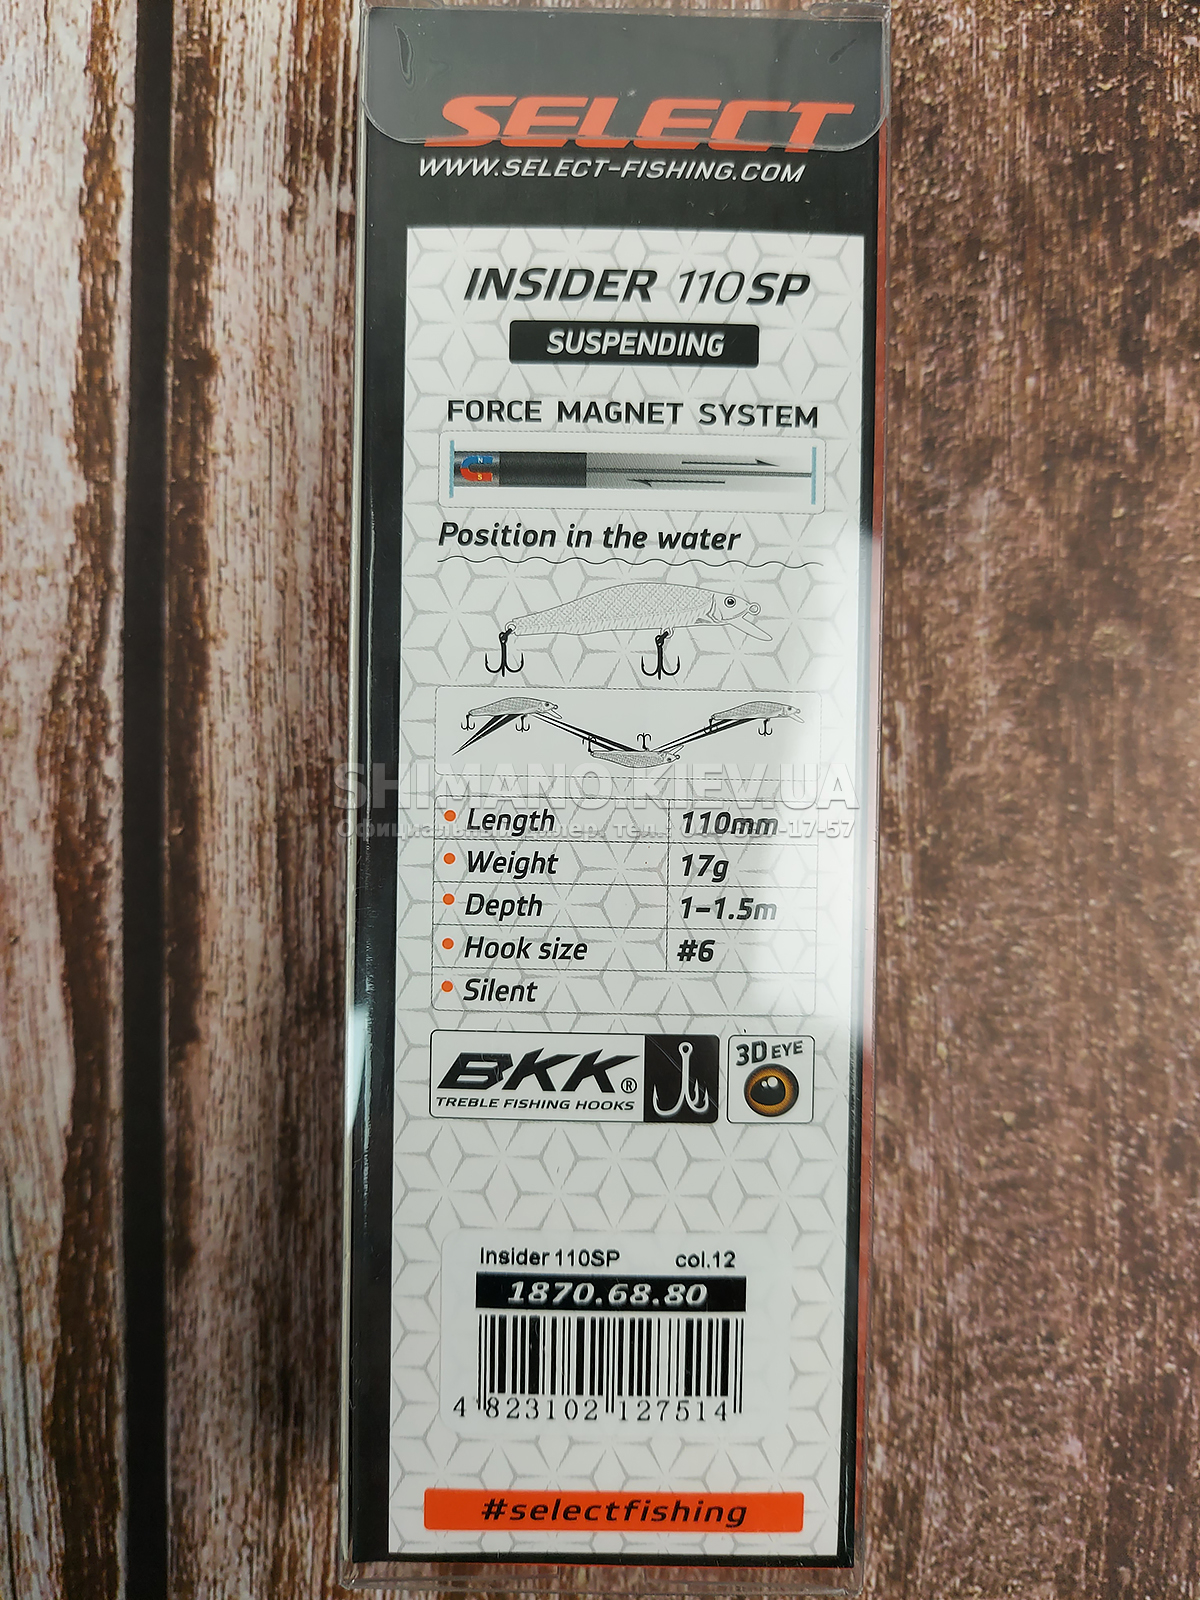 SELECT
WWW.SELECT-FISHING.COM
INSIDER 110SP
SUSPENDING
FORCE MAGNET SYSTEM
N
S
Position in the water
SHIMANO.KIEV.UA
• Length 110mm
• Weight 17g
• Depth 1–1.5m
• Hook size #6
• Silent
BKK®
TREBLE FISHING HOOKS
3D EYE
Insider 110SP col.12
1870.68.80
4 823102 127514
#selectfishing